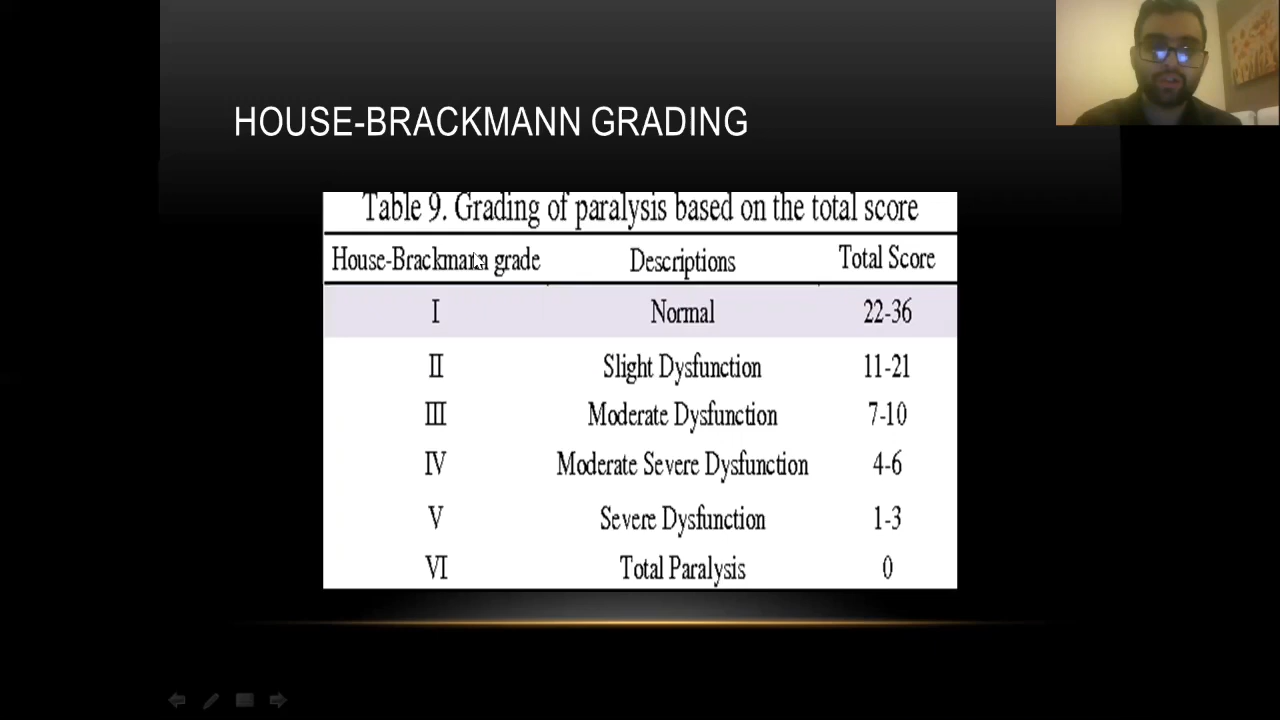 HOUSE-BRACKMANN GRADING
Table 9. Grading of paralysis based on the total score
House-Brackmann grade Descriptions Total Score
I Normal 22-36
II Slight Dysfunction 11-21
III Moderate Dysfunction 7-10
IV Moderate Severe Dysfunction 4-6
V Severe Dysfunction 1-3
VI Total Paralysis 0